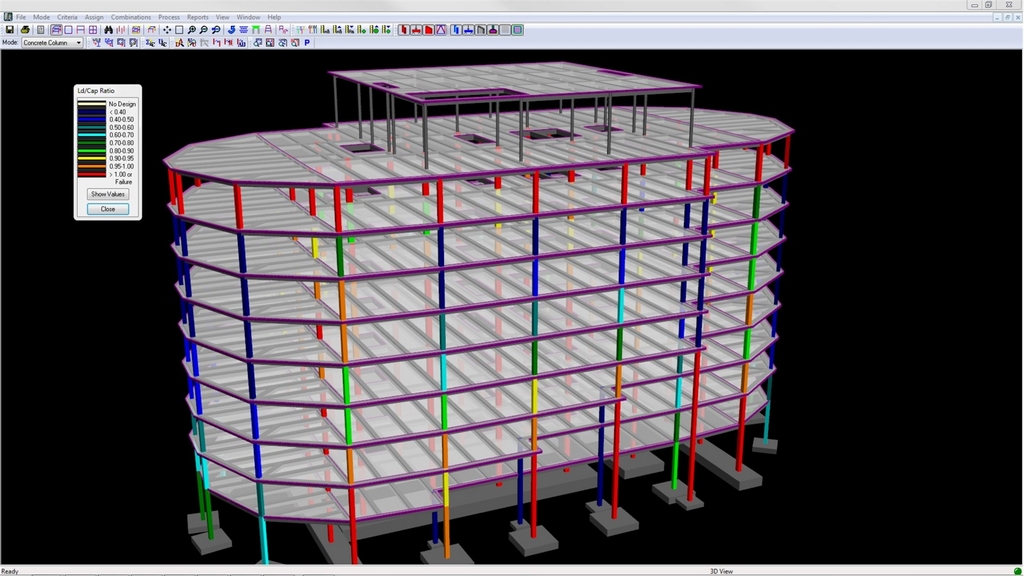 File Mode Criteria Assign Combinations Process Reports View Window Help
Mode: Concrete Column
Ld/Cap Ratio
No Design
< 0.40
0.40-0.50
0.50-0.60
0.60-0.70
0.70-0.80
0.80-0.90
0.90-0.95
0.95-1.00
> 1.00 or
Failure
Show Values
Close
Ready 3D View